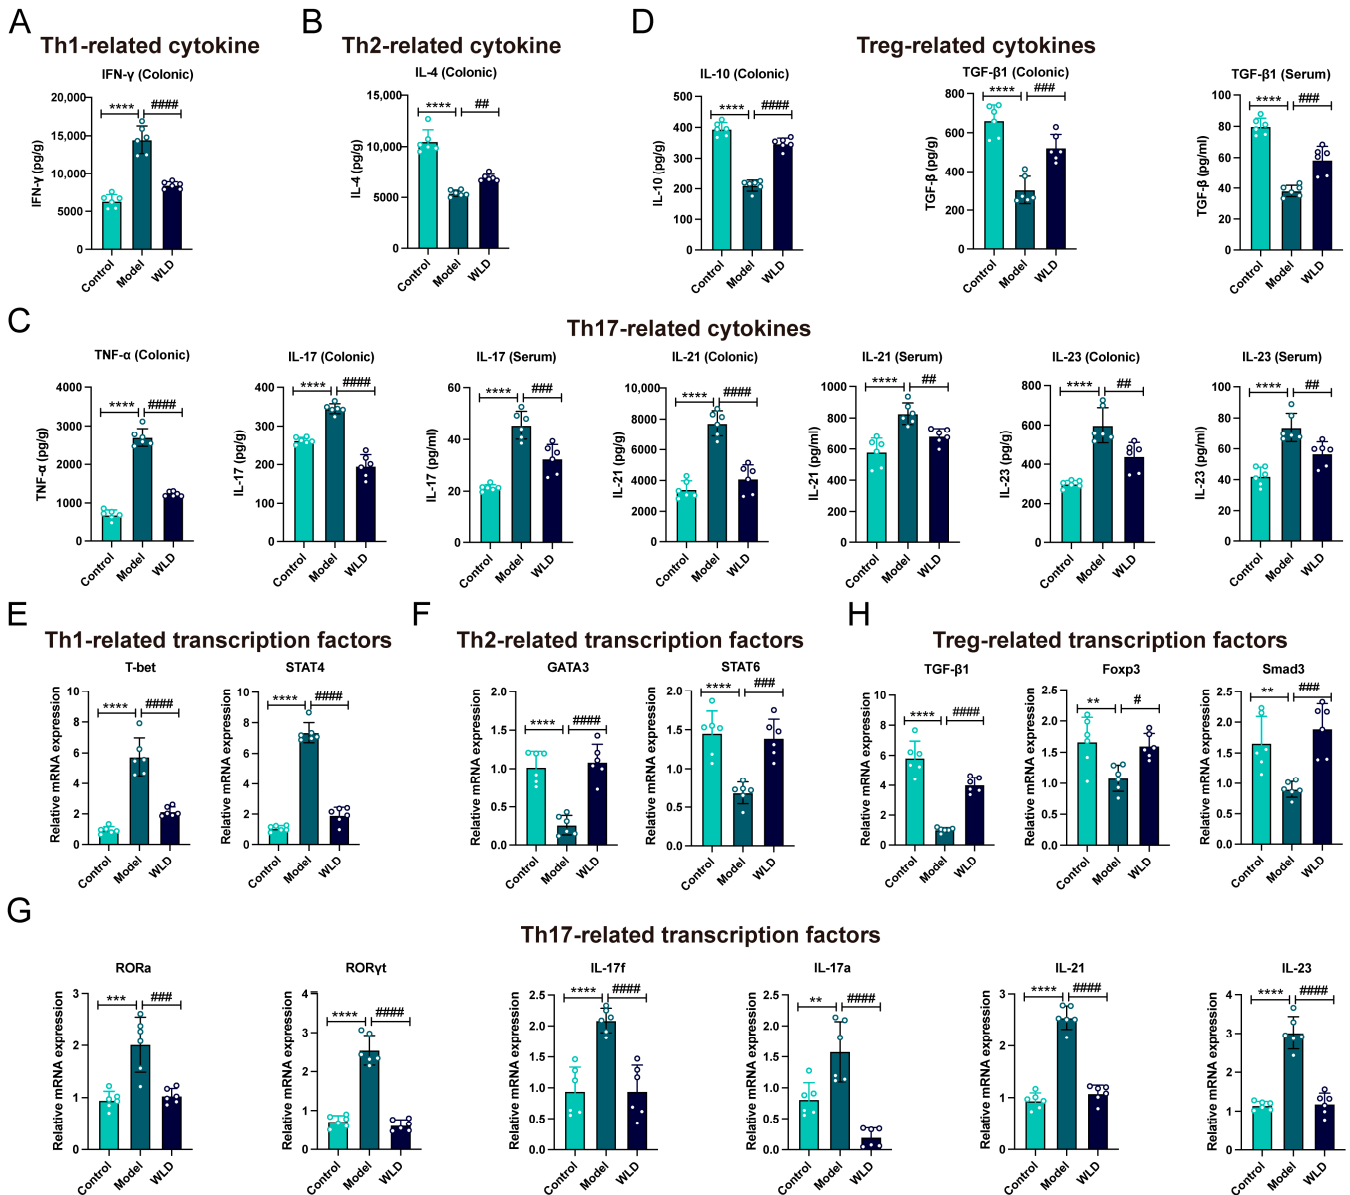 A
Th1-related cytokine
IFN-γ (Colonic)
IFN-γ (pg/g)
20,000
15,000
10,000
5000
0
**** ####
Control Model WLD
B
Th2-related cytokine
IL-4 (Colonic)
IL-4 (pg/g)
15,000
10,000
5000
0
**** ##
Control Model WLD
D
Treg-related cytokines
IL-10 (Colonic)
IL-10 (pg/g)
500
400
300
200
100
0
**** ####
Control Model WLD
TGF-β1 (Colonic)
TGF-β (pg/g)
800
600
400
200
0
**** ###
Control Model WLD
TGF-β1 (Serum)
TGF-β (pg/ml)
100
80
60
40
20
0
**** ###
Control Model WLD
C
Th17-related cytokines
TNF-α (Colonic)
TNF-α (pg/g)
4000
3000
2000
1000
0
**** ####
Control Model WLD
IL-17 (Colonic)
IL-17 (pg/g)
400
300
200
100
0
**** ####
Control Model WLD
IL-17 (Serum)
IL-17 (pg/ml)
60
40
20
0
**** ###
Control Model WLD
IL-21 (Colonic)
IL-21 (pg/g)
10,000
8000
6000
4000
2000
0
**** ####
Control Model WLD
IL-21 (Serum)
IL-21 (pg/ml)
1000
800
600
400
200
0
**** ##
Control Model WLD
IL-23 (Colonic)
IL-23 (pg/g)
800
600
400
200
0
**** ##
Control Model WLD
IL-23 (Serum)
IL-23 (pg/ml)
100
80
60
40
20
0
**** ##
Control Model WLD
E
Th1-related transcription factors
T-bet
Relative mRNA expression
10
8
6
4
2
0
**** ####
Control Model WLD
STAT4
Relative mRNA expression
10
8
6
4
2
0
**** ####
Control Model WLD
F
Th2-related transcription factors
GATA3
Relative mRNA expression
2.0
1.5
1.0
0.5
0.0
**** ####
Control Model WLD
STAT6
Relative mRNA expression
2.0
1.5
1.0
0.5
0.0
**** ###
Control Model WLD
H
Treg-related transcription factors
TGF-β1
Relative mRNA expression
10
8
6
4
2
0
**** ####
Control Model WLD
Foxp3
Relative mRNA expression
2.5
2.0
1.5
1.0
0.5
0.0
** #
Control Model WLD
Smad3
Relative mRNA expression
2.5
2.0
1.5
1.0
0.5
0.0
** ###
Control Model WLD
G
Th17-related transcription factors
RORa
Relative mRNA expression
3
2
1
0
*** ###
Control Model WLD
RORγt
Relative mRNA expression
4
3
2
1
0
**** ####
Control Model WLD
IL-17f
Relative mRNA expression
2.5
2.0
1.5
1.0
0.5
0.0
**** ####
Control Model WLD
IL-17a
Relative mRNA expression
2.5
2.0
1.5
1.0
0.5
0.0
** ####
Control Model WLD
IL-21
Relative mRNA expression
3
2
1
0
**** ####
Control Model WLD
IL-23
Relative mRNA expression
4
3
2
1
0
**** ####
Control Model WLD